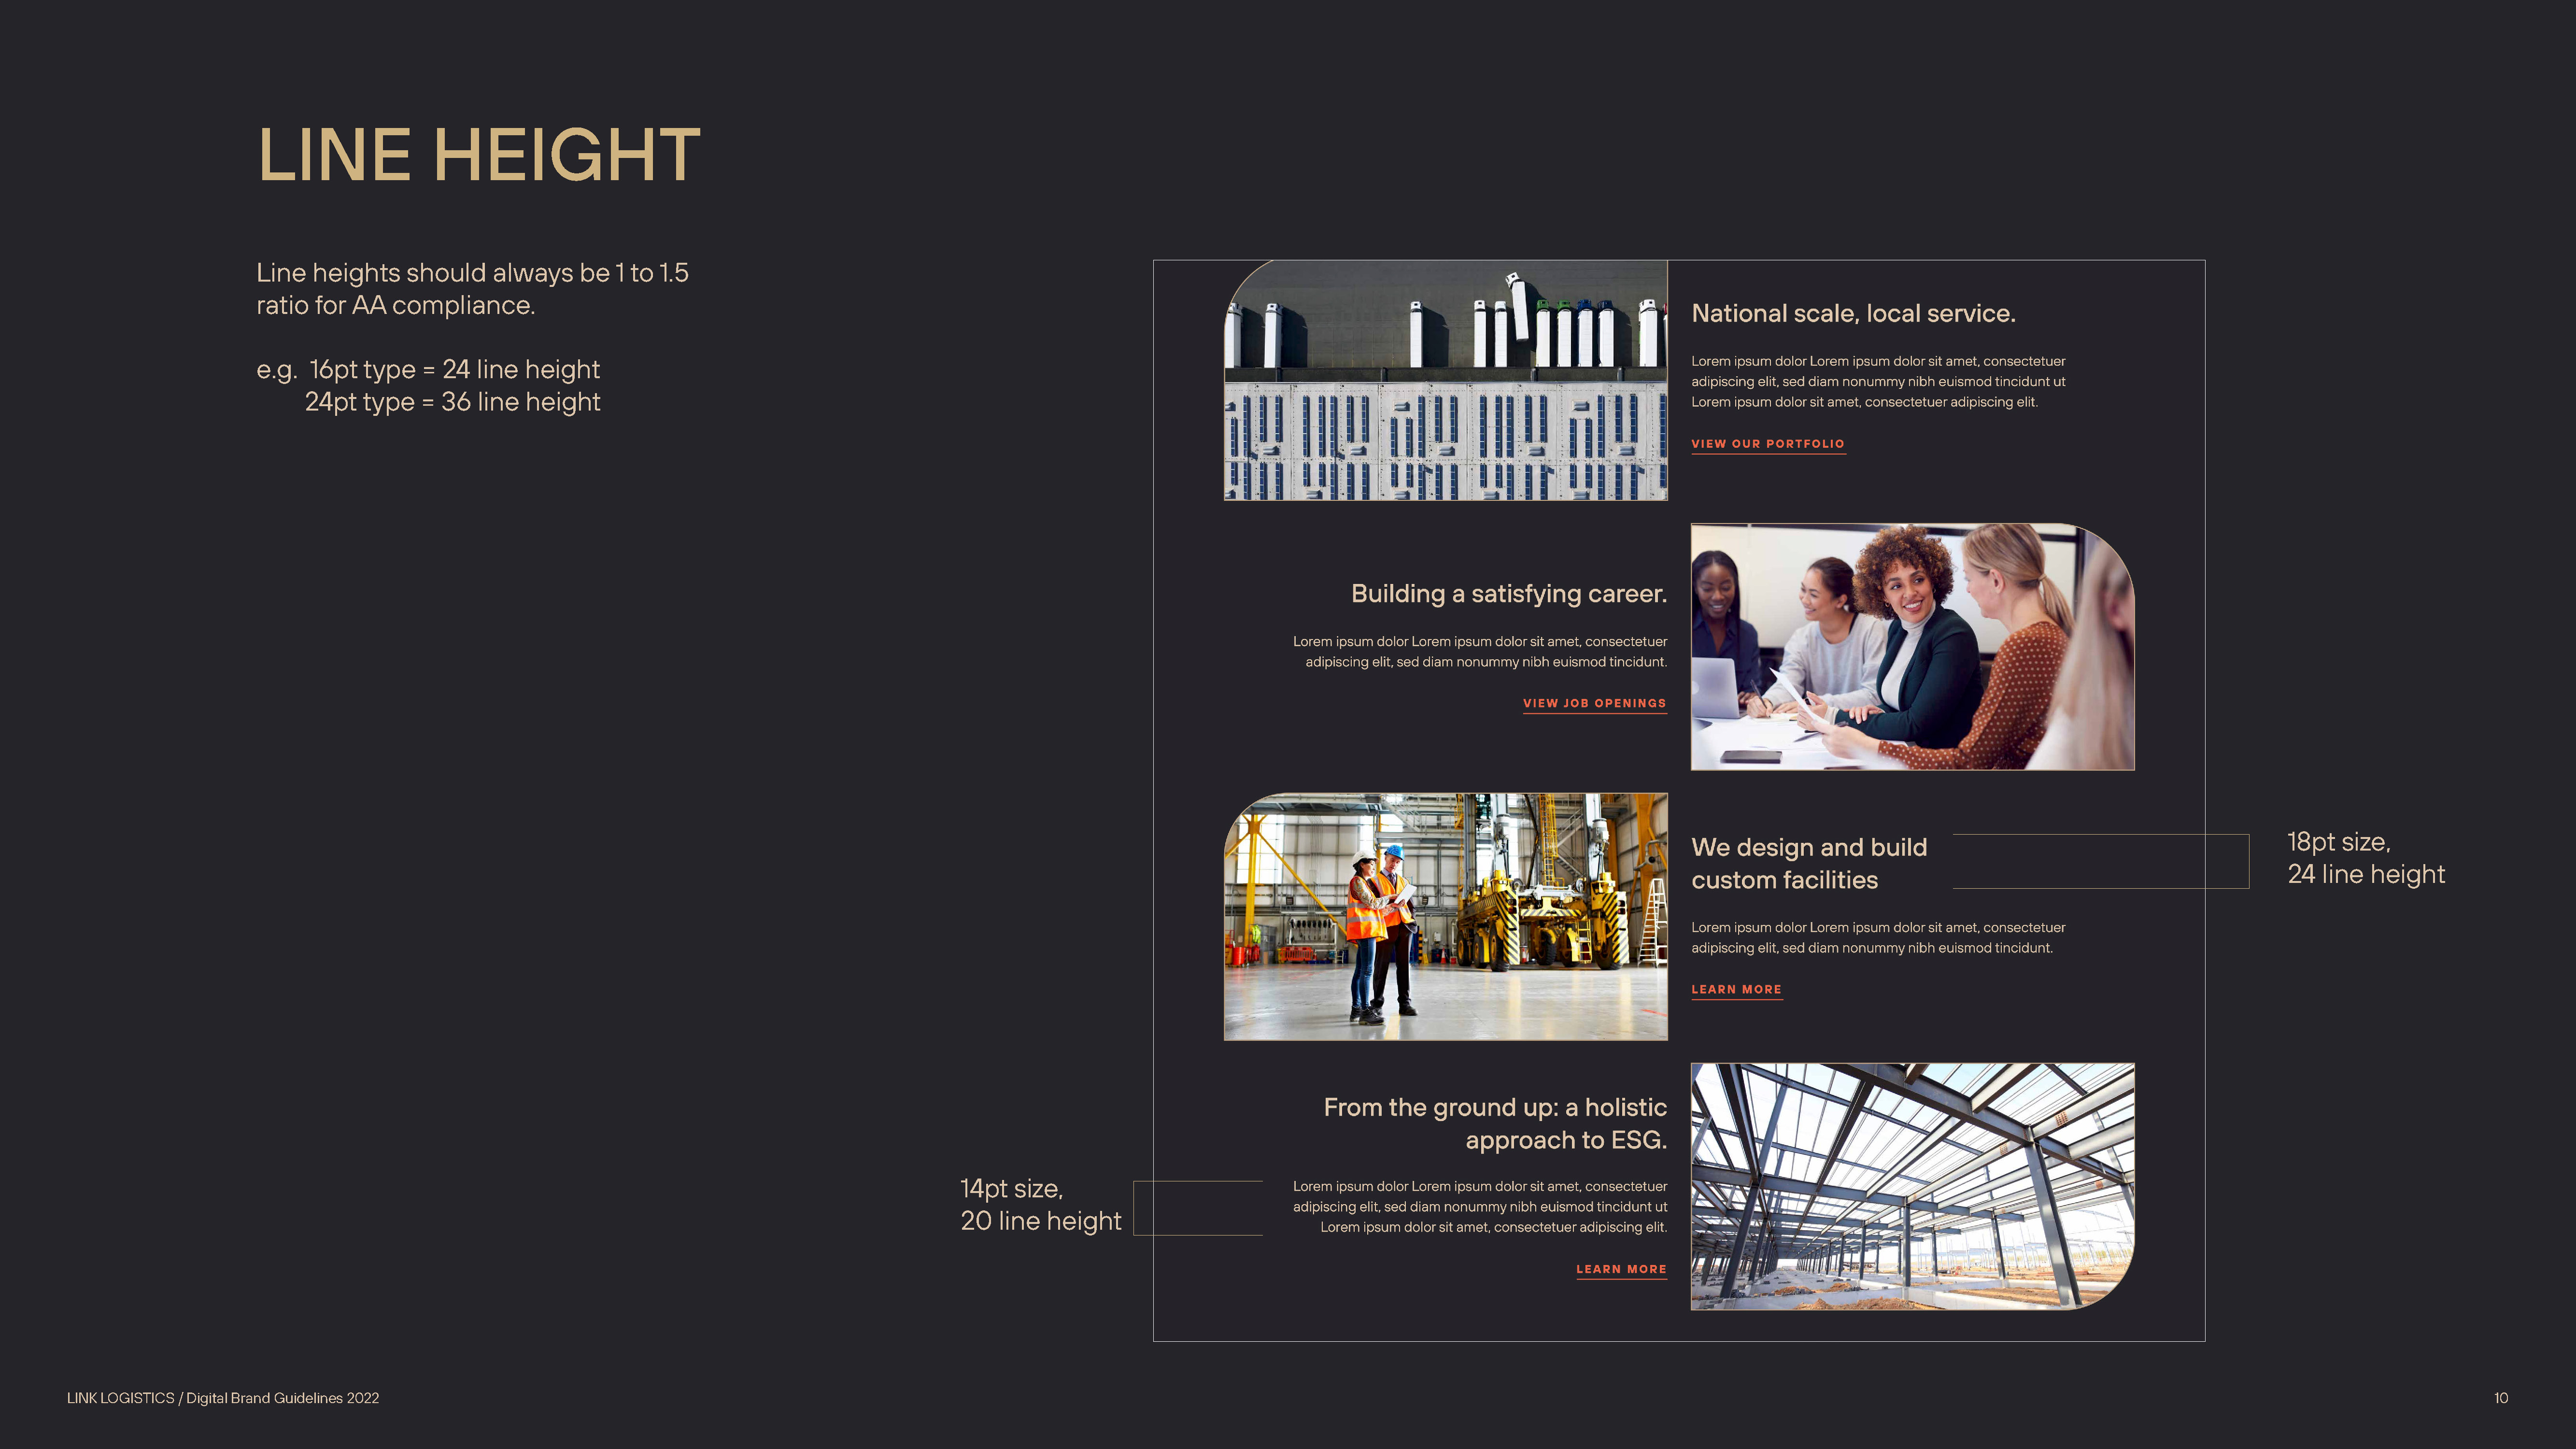 LINE HEIGHT
Line heights should always be 1 to 1.5
ratio for AA compliance.
e.g. 16pt type = 24 line height
24pt type = 36 line height
National scale, local service.
Lorem ipsum dolor Lorem ipsum dolor sit amet, consectetuer
adipiscing elit, sed diam nonummy nibh euismod tincidunt ut
Lorem ipsum dolor sit amet, consectetuer adipiscing elit.
VIEW OUR PORTFOLIO
Building a satisfying career.
Lorem ipsum dolor Lorem ipsum dolor sit amet, consectetuer
adipiscing elit, sed diam nonummy nibh euismod tincidunt.
VIEW JOB OPENINGS
We design and build
custom facilities
Lorem ipsum dolor Lorem ipsum dolor sit amet, consectetuer
adipiscing elit, sed diam nonummy nibh euismod tincidunt.
LEARN MORE
18pt size,
24 line height
From the ground up: a holistic
approach to ESG.
Lorem ipsum dolor Lorem ipsum dolor sit amet, consectetuer
adipiscing elit, sed diam nonummy nibh euismod tincidunt ut
Lorem ipsum dolor sit amet, consectetuer adipiscing elit.
LEARN MORE
14pt size,
20 line height
LINK LOGISTICS / Digital Brand Guidelines 2022
10